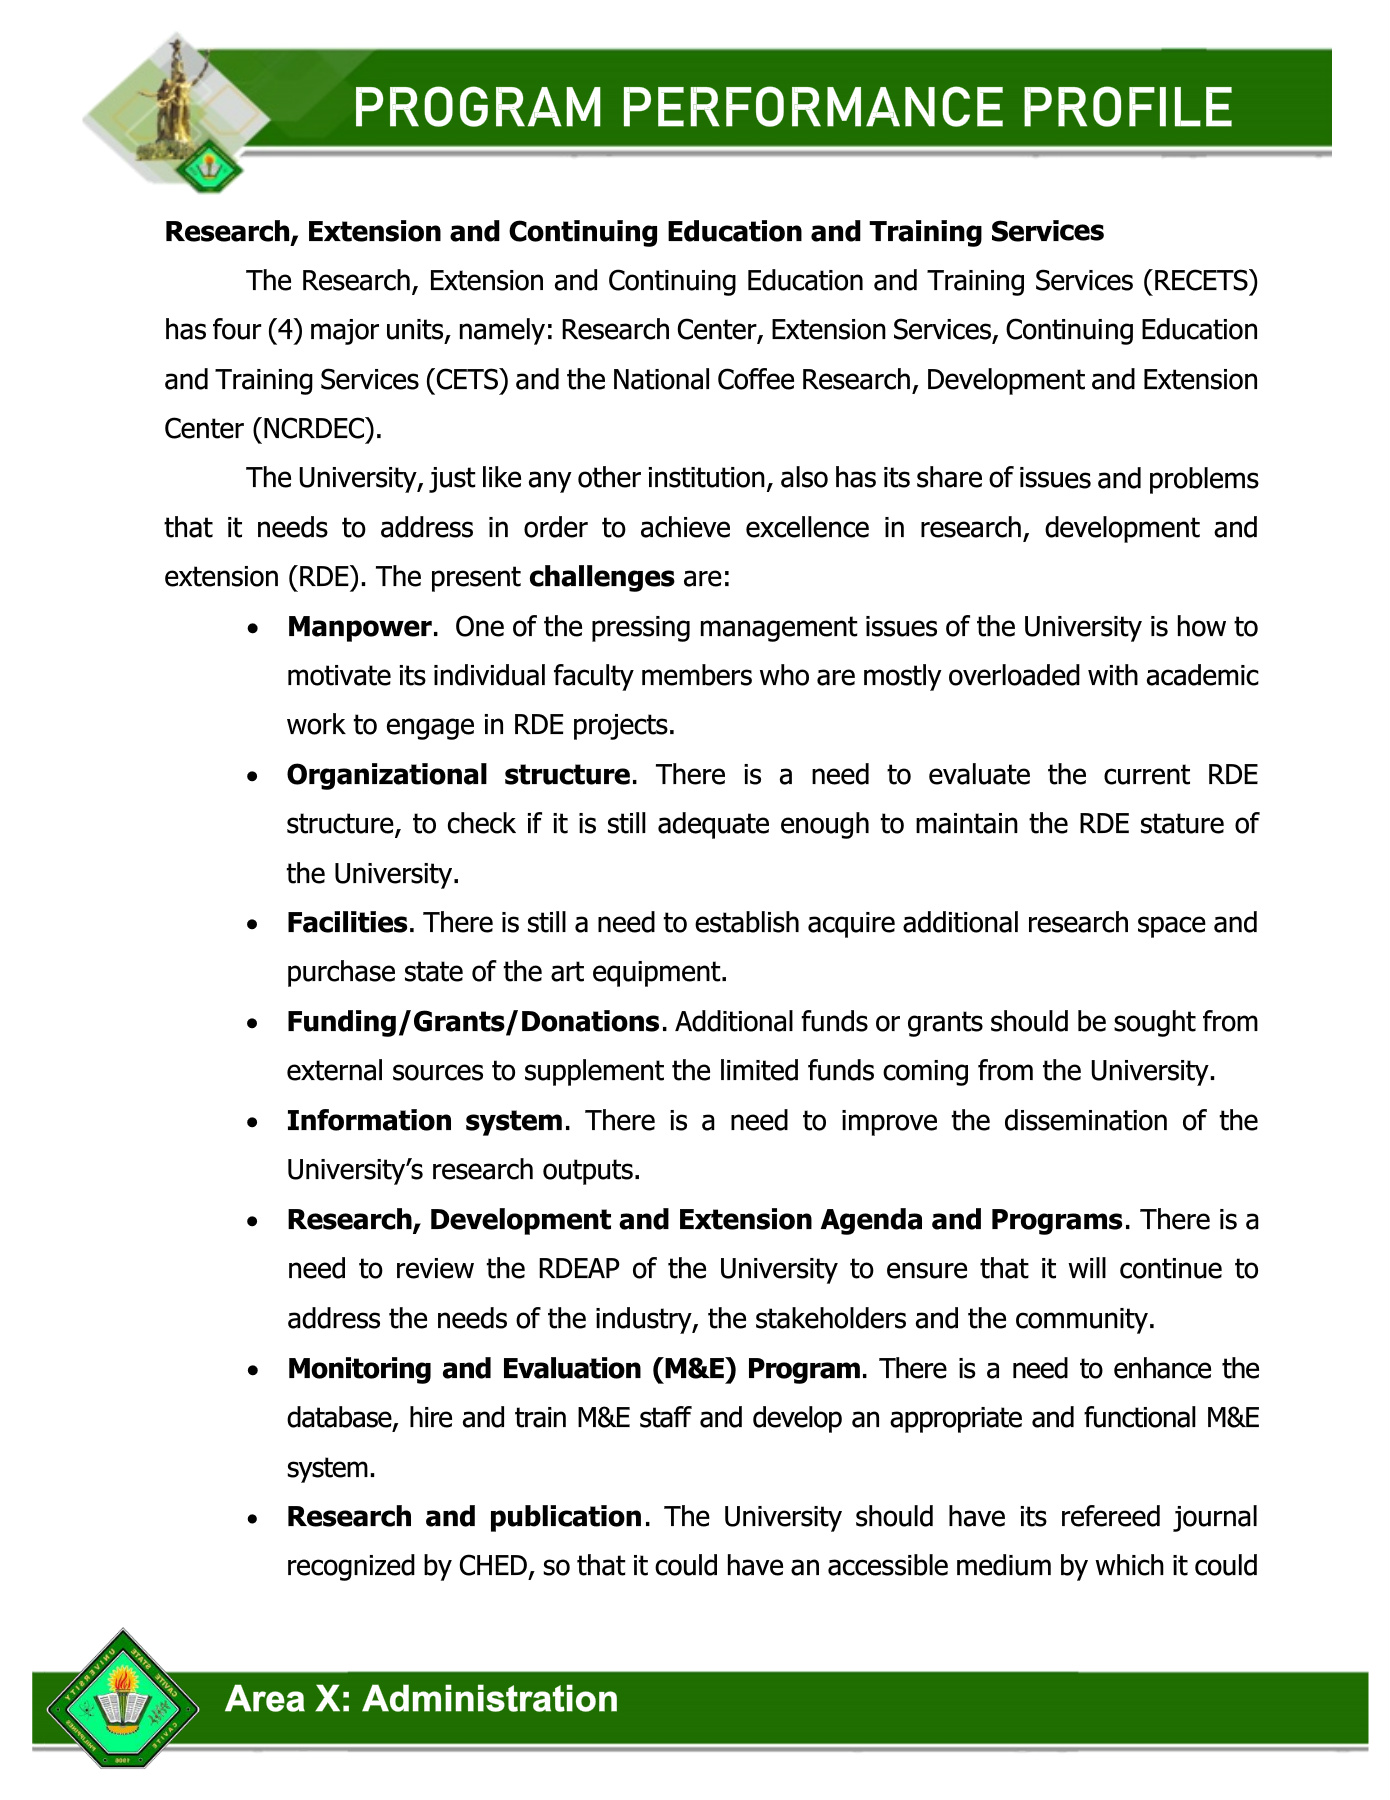 PROGRAM PERFORMANCE PROFILE
Research, Extension and Continuing Education and Training Services
The Research, Extension and Continuing Education and Training Services (RECETS)
has four (4) major units, namely: Research Center, Extension Services, Continuing Education
and Training Services (CETS) and the National Coffee Research, Development and Extension
Center (NCRDEC).
The University, just like any other institution, also has its share of issues and problems
that it needs to address in order to achieve excellence in research, development and
extension (RDE). The present challenges are:
• Manpower. One of the pressing management issues of the University is how to
motivate its individual faculty members who are mostly overloaded with academic
work to engage in RDE projects.
• Organizational structure. There is a need to evaluate the current RDE
structure, to check if it is still adequate enough to maintain the RDE stature of
the University.
• Facilities. There is still a need to establish acquire additional research space and
purchase state of the art equipment.
• Funding/Grants/Donations. Additional funds or grants should be sought from
external sources to supplement the limited funds coming from the University.
• Information system. There is a need to improve the dissemination of the
University’s research outputs.
• Research, Development and Extension Agenda and Programs. There is a
need to review the RDEAP of the University to ensure that it will continue to
address the needs of the industry, the stakeholders and the community.
• Monitoring and Evaluation (M&E) Program. There is a need to enhance the
database, hire and train M&E staff and develop an appropriate and functional M&E
system.
• Research and publication. The University should have its refereed journal
recognized by CHED, so that it could have an accessible medium by which it could
CAVITE STATE UNIVERSITY
CAVITE
PHILIPPINES
1906
Area X: Administration